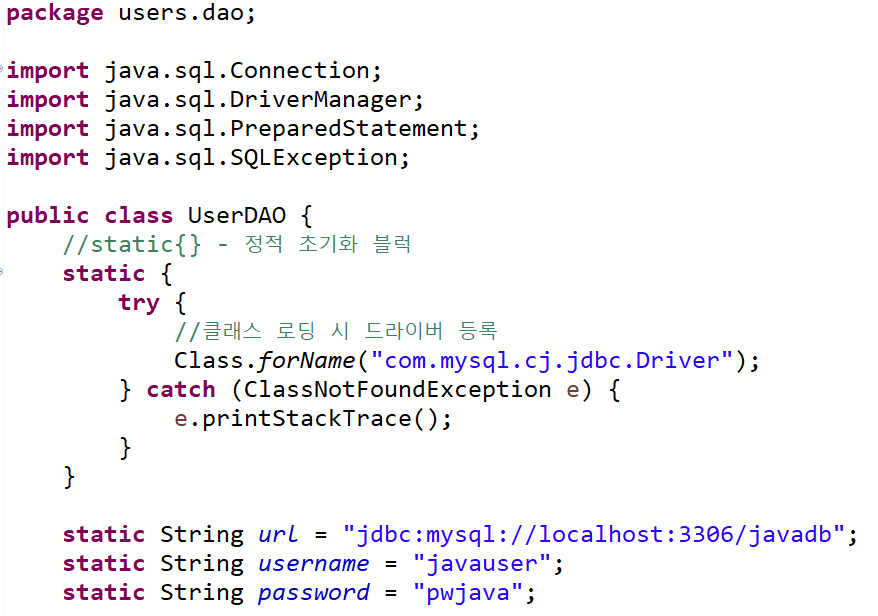 package users.dao;
import java.sql.Connection;
import java.sql.DriverManager;
import java.sql.PreparedStatement;
import java.sql.SQLException;
public class UserDAO {
//static{} - 정적 초기화 블럭
static {
try {
//클래스 로딩 시 드라이버 등록
Class.forName("com.mysql.cj.jdbc.Driver");
} catch (ClassNotFoundException e) {
e.printStackTrace();
}
}
static String url = "jdbc:mysql://localhost:3306/javadb";
static String username = "javauser";
static String password = "pwjava";